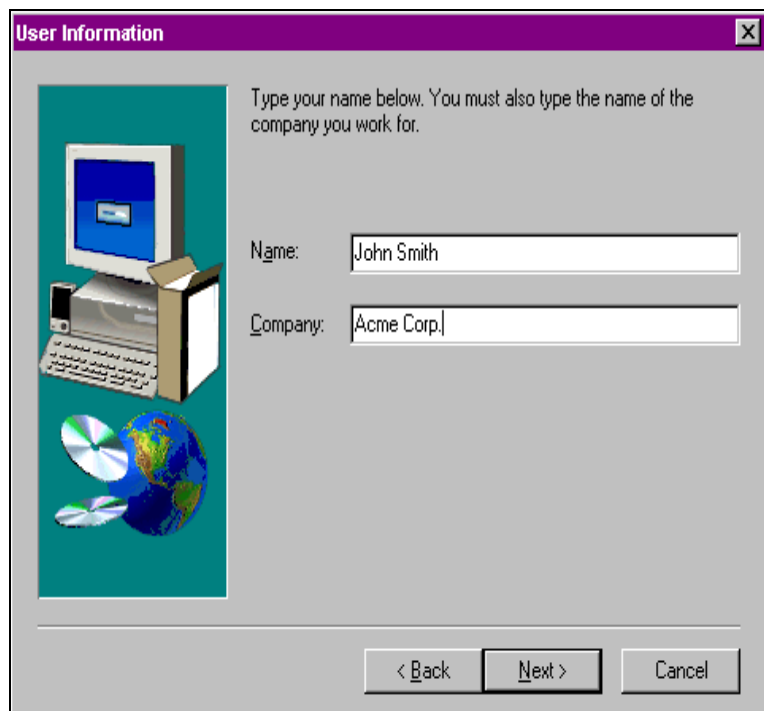 User Information
Type your name below. You must also type the name of the
company you work for.
Name: John Smith
Company: Acme Corp.
< Back Next > Cancel